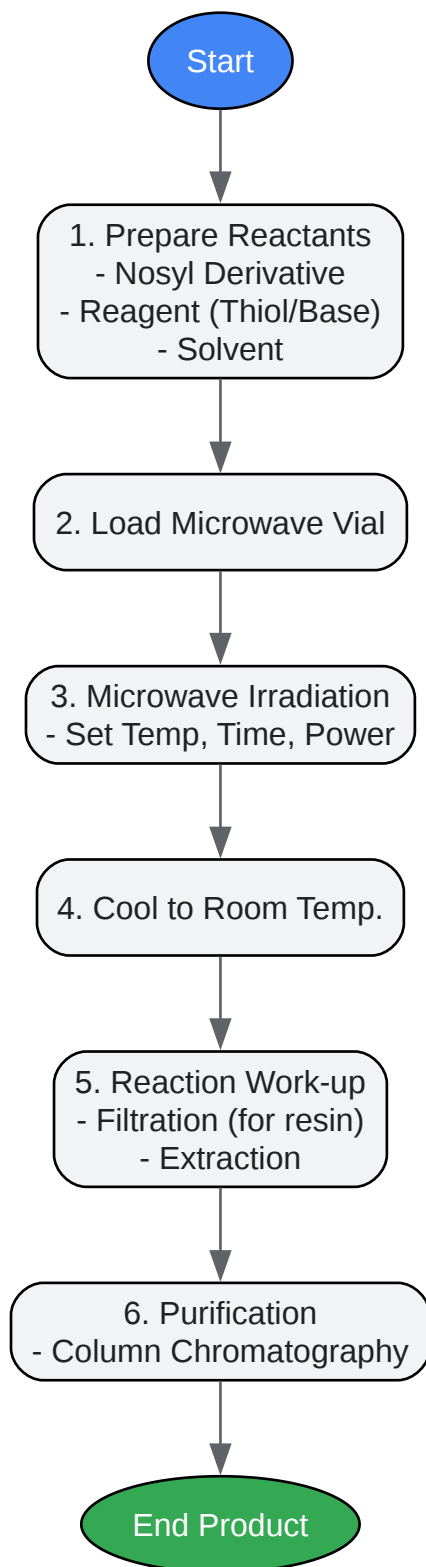 Start
1. Prepare Reactants
- Nosyl Derivative
- Reagent (Thiol/Base)
- Solvent
2. Load Microwave Vial
3. Microwave Irradiation
- Set Temp, Time, Power
4. Cool to Room Temp.
5. Reaction Work-up
- Filtration (for resin)
- Extraction
6. Purification
- Column Chromatography
End Product